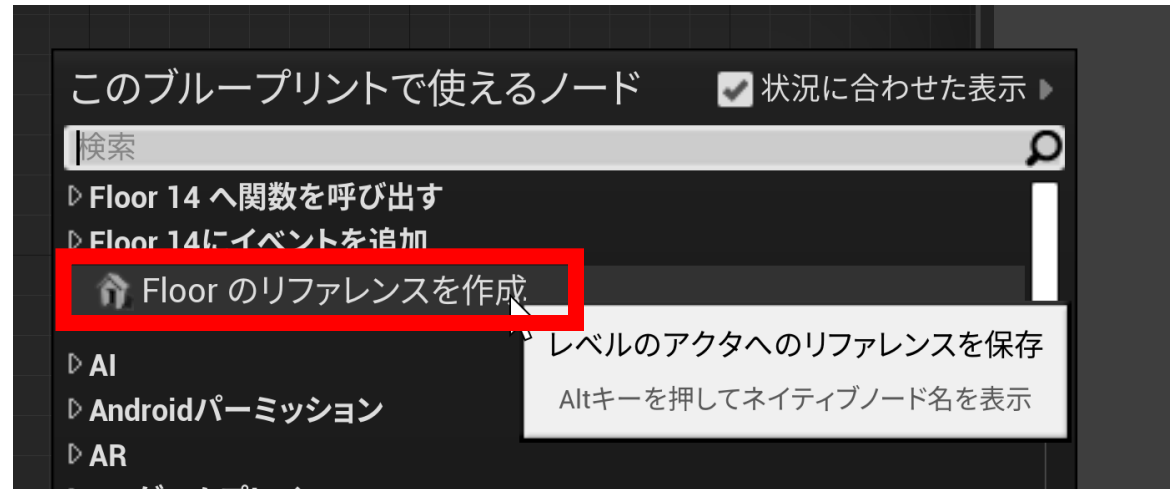 このブループリントで使えるノード
状況に合わせた表示
検索
Floor 14 へ関数を呼び出す
Floor 14にイベントを追加
Floor のリファレンスを作成
レベルのアクタへのリファレンスを保存
Altキーを押してネイティブノード名を表示
AI
Androidパーミッション
AR